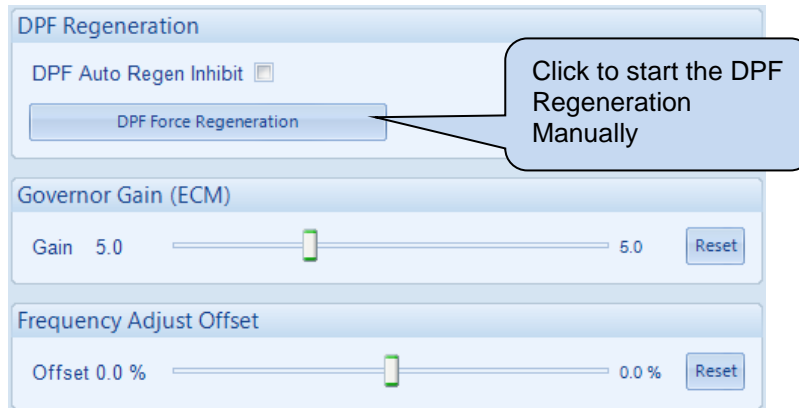 DPF Regeneration
DPF Auto Regen Inhibit
DPF Force Regeneration
Click to start the DPF
Regeneration
Manually
Governor Gain (ECM)
Gain 5.0 5.0 Reset
Frequency Adjust Offset
Offset 0.0 % 0.0 % Reset